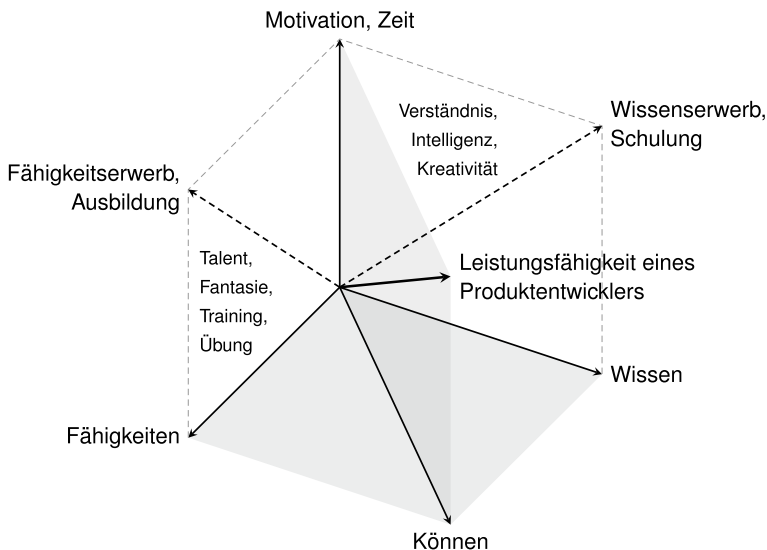 Motivation, Zeit
Verständnis,
Intelligenz,
Kreativität
Wissenserwerb,
Schulung
Fähigkeitserwerb,
Ausbildung
Talent,
Fantasie,
Training,
Übung
Leistungsfähigkeit eines
Produktentwicklers
Wissen
Fähigkeiten
Können